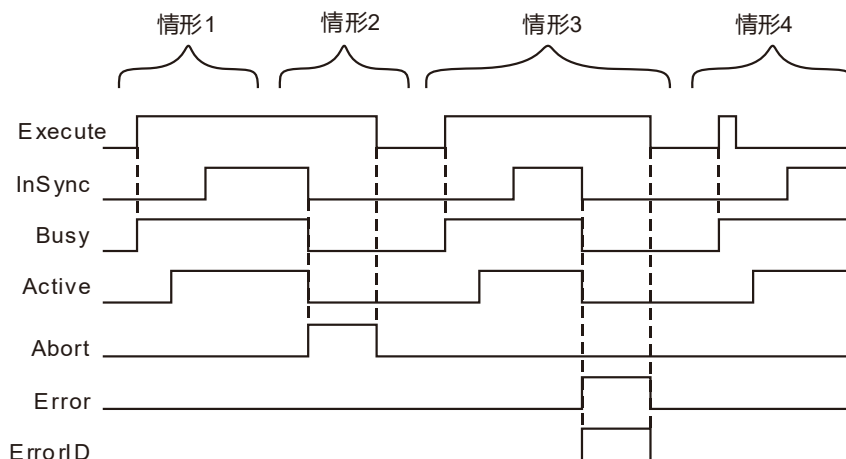 情形1 情形2 情形3 情形4
Execute
InSync
Busy
Active
Abort
Error
ErrorID